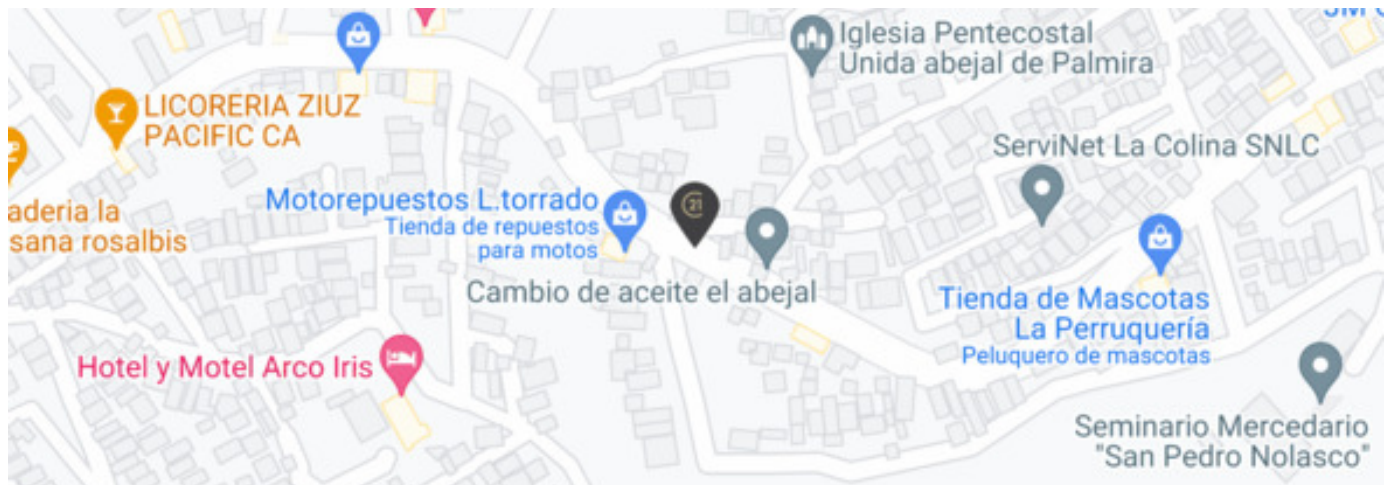 Iglesia Pentecostal
Unida abejal de Palmira
LICORERIA ZIUZ
PACIFIC CA
ServiNet La Colina SNLC
Motorepuestos L.torrado
Tienda de repuestos
para motos
21
aderia la
sana rosalbis
Cambio de aceite el abejal
Tienda de Mascotas
La Perruquería
Peluquero de mascotas
Hotel y Motel Arco Iris
Seminario Mercedario
"San Pedro Nolasco"